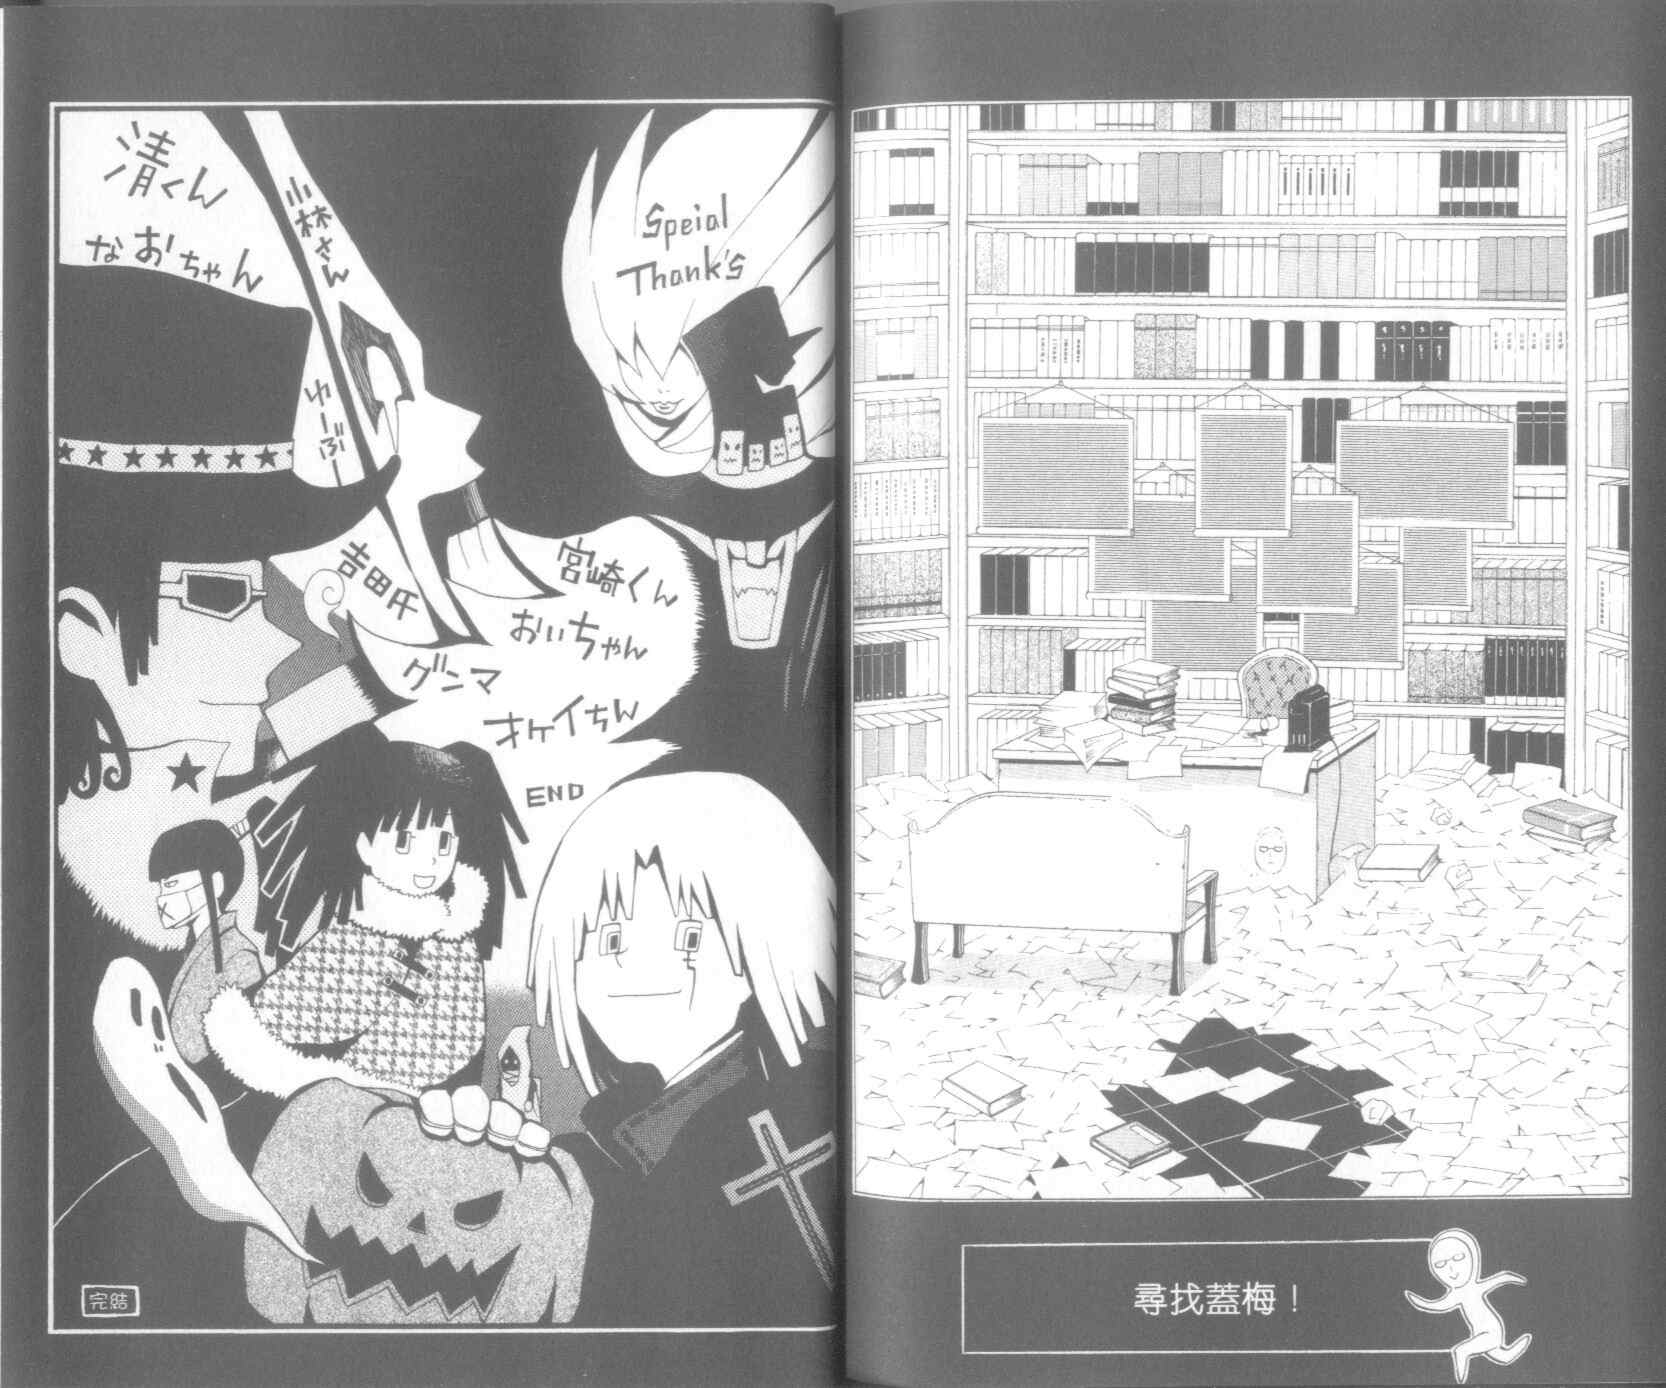 Speial
Thank's
清くん
なおちゃん
小林さん
ゆーぶー
吉田氏
宮崎くん
おいちゃん
グンマ
オケイちん
END
完結
尋找蓋梅！